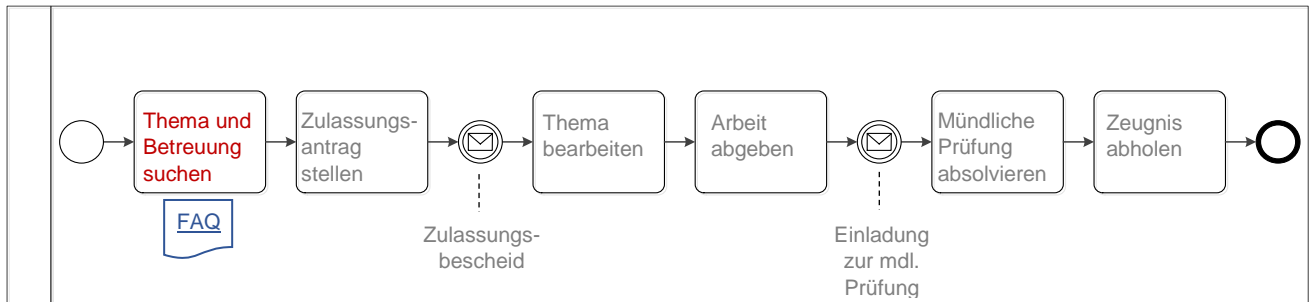 Thema und
Betreuung
suchen
FAQ
Zulassungs-
antrag
stellen
Zulassungs-
bescheid
Thema
bearbeiten
Arbeit
abgeben
Einladung
zur mdl.
Prüfung
Mündliche
Prüfung
absolvieren
Zeugnis
abholen